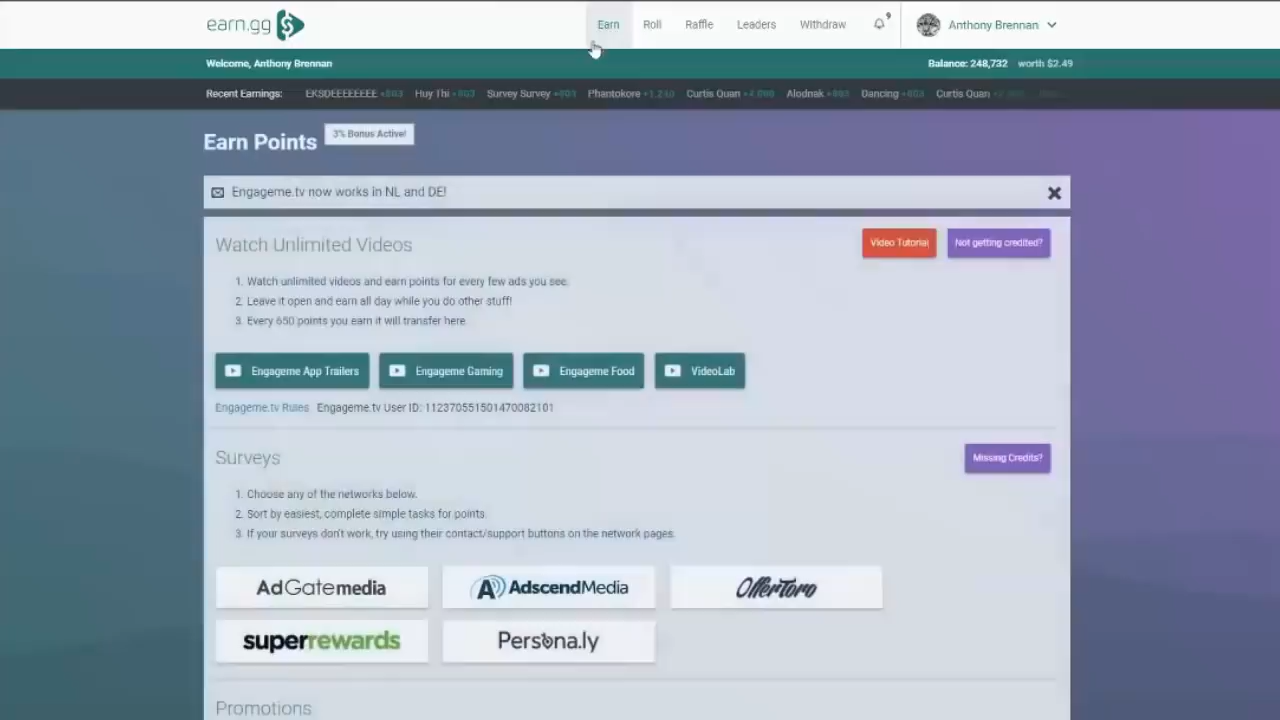 earn.gg $ Earn Roll Raffle Leaders Withdraw 9 Anthony Brennan
Welcome, Anthony Brennan Balance: 248,732 worth $2.49
Recent Earnings: Huy Thi +803 Survey Survey +803 Phantokore Curtis Quan Alodnak Dancing Curtis Quan
Earn Points 3% Bonus Active!
Engageme.tv now works in NL and DE!
Watch Unlimited Videos Video Tutorial Not getting credited?
1. Watch unlimited videos and earn points for every few ads you see.
2. Leave it open and earn all day while you do other stuff!
3. Every 650 points you earn it will transfer here.
Engageme App Trailers Engageme Gaming Engageme Food VideoLab
Engageme.tv Rules Engageme.tv User ID: 112370551501470082101
Surveys Missing Credits?
1. Choose any of the networks below.
2. Sort by easiest, complete simple tasks for points.
3. If your surveys don't work, try using their contact/support buttons on the network pages.
AdGatemedia AdscendMedia OfferToro
superrewards Persona.ly
Promotions